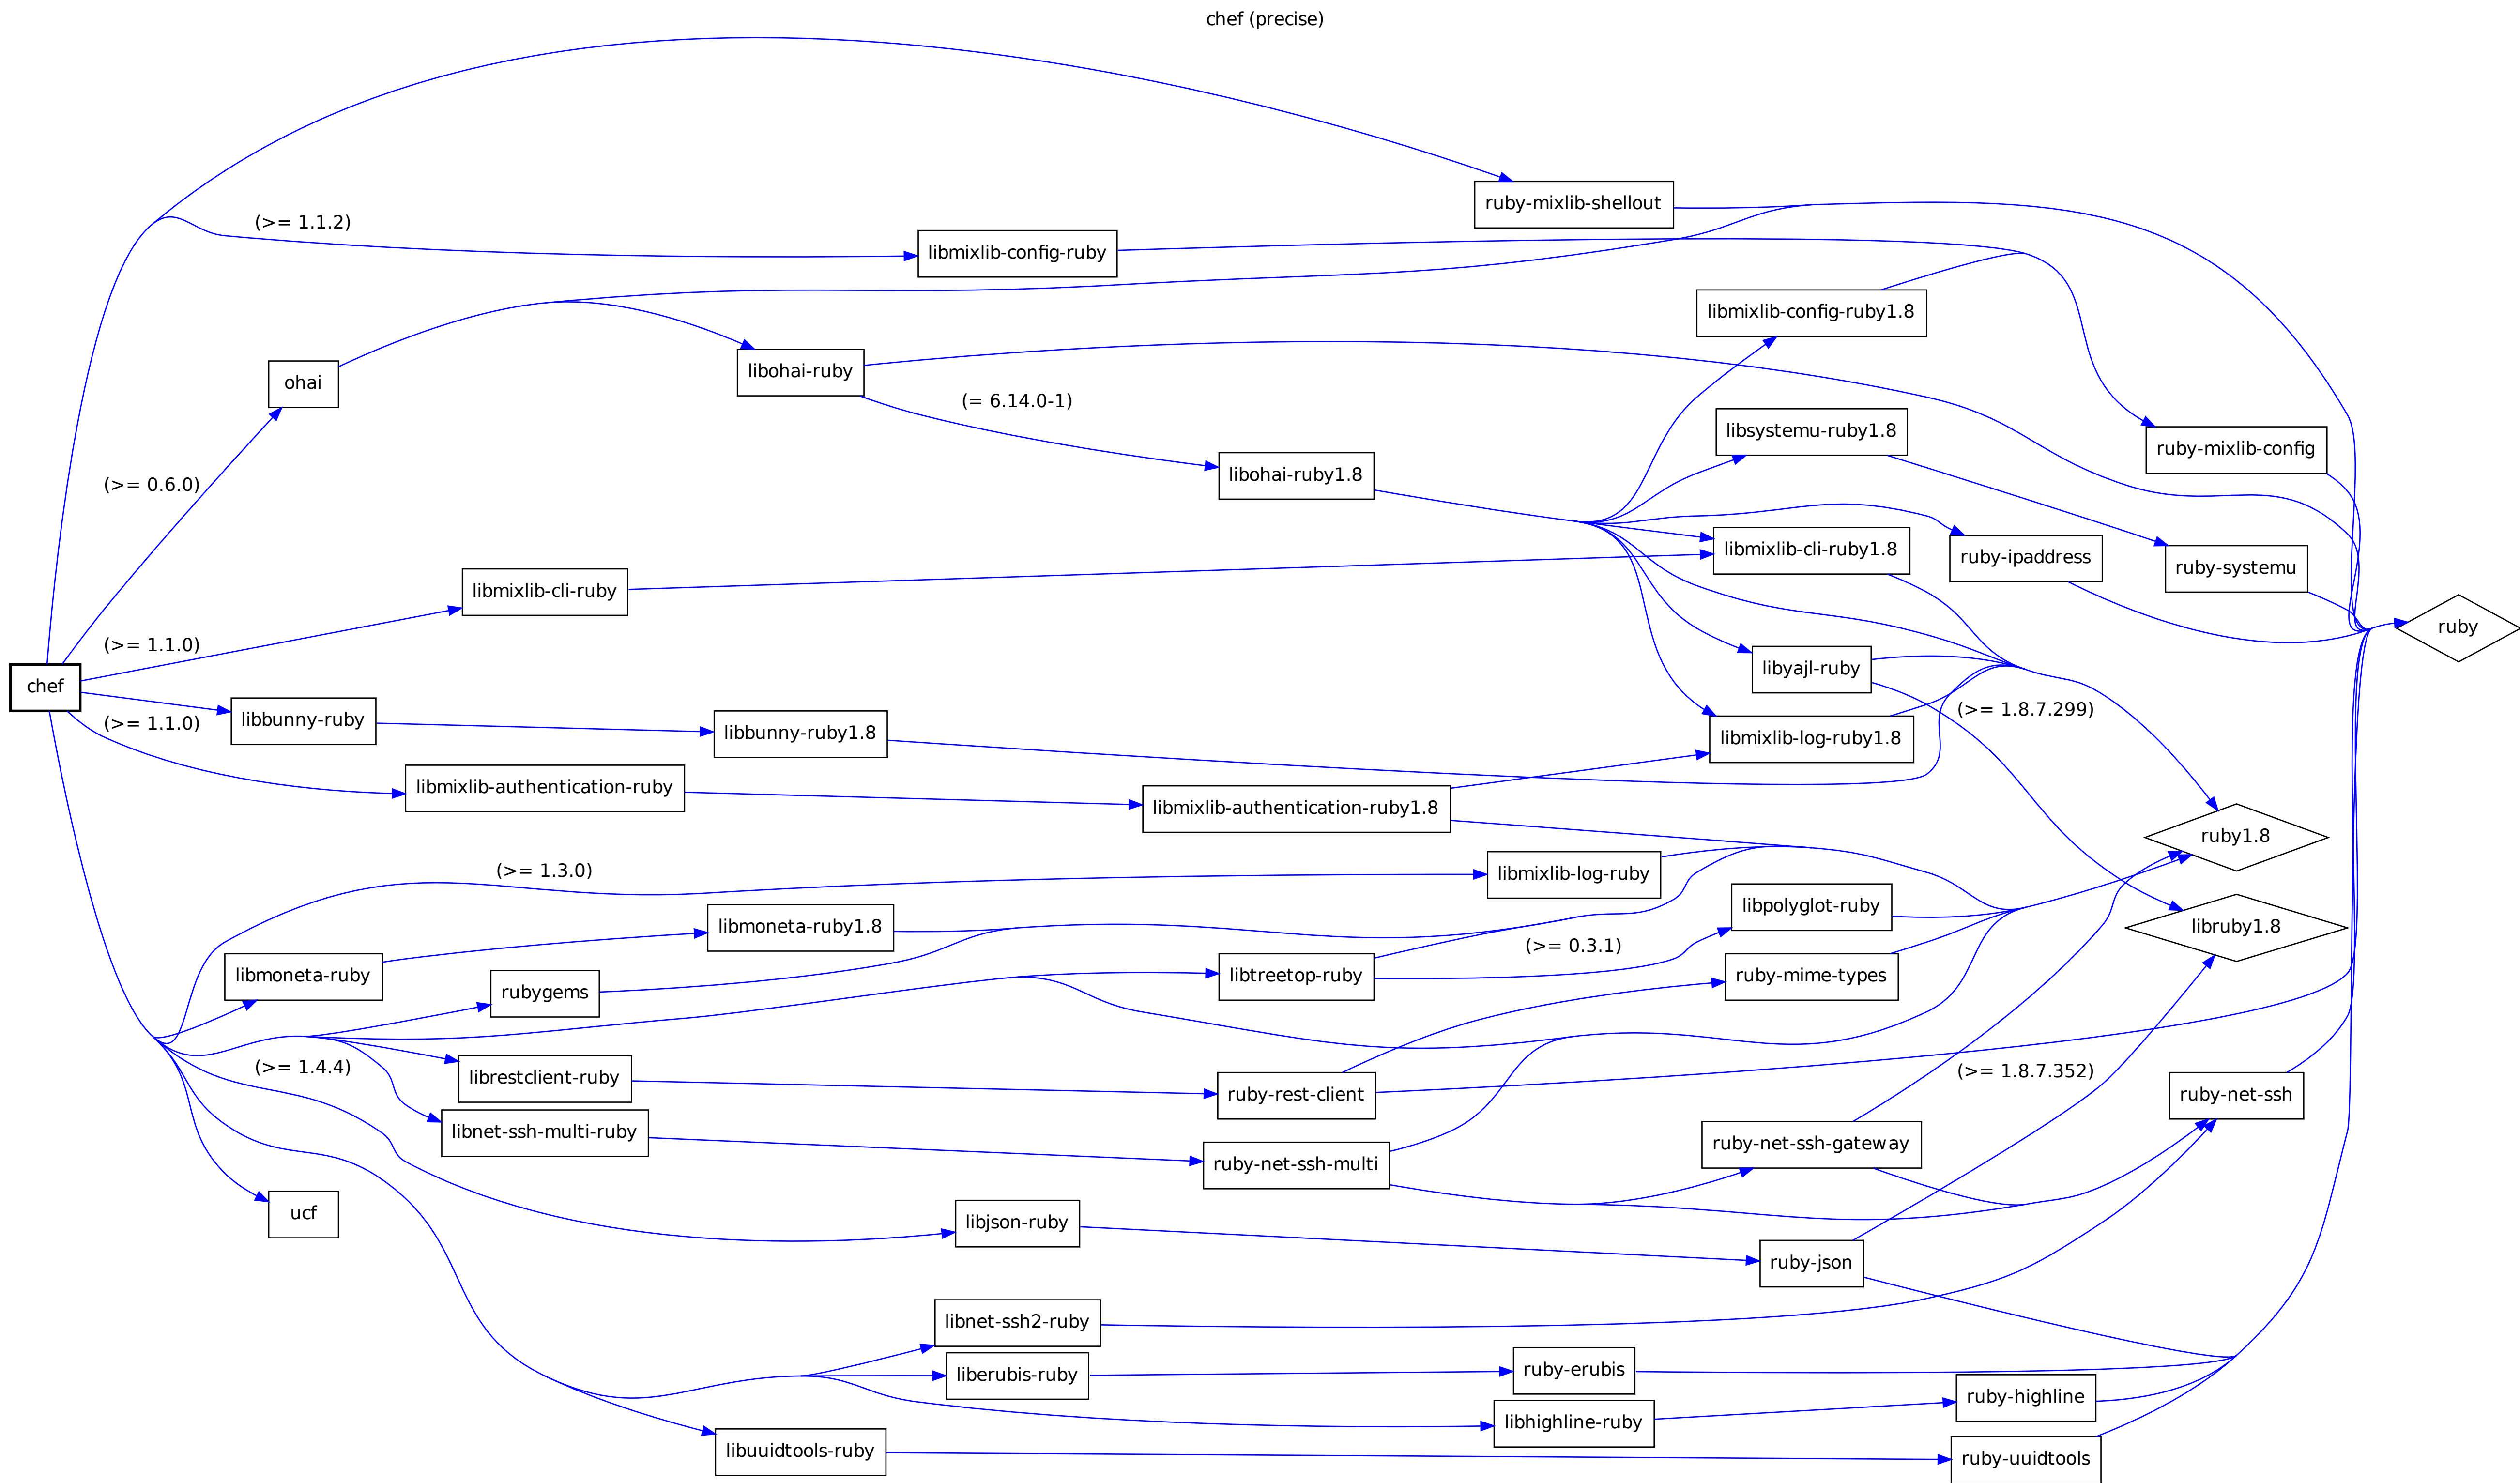 chef (precise)
ruby-mixlib-shellout
(>= 1.1.2)
libmixlib-config-ruby
libmixlib-config-ruby1.8
ohai
libohai-ruby
(= 6.14.0-1)
libsystemu-ruby1.8
ruby-mixlib-config
libohai-ruby1.8
(>= 0.6.0)
libmixlib-cli-ruby1.8
ruby-ipaddress
ruby-systemu
libmixlib-cli-ruby
ruby
(>= 1.1.0)
libyajl-ruby
chef
(>= 1.8.7.299)
libbunny-ruby
(>= 1.1.0)
libbunny-ruby1.8
libmixlib-log-ruby1.8
libmixlib-authentication-ruby
libmixlib-authentication-ruby1.8
ruby1.8
(>= 1.3.0)
libmixlib-log-ruby
libpolyglot-ruby
libmoneta-ruby1.8
libruby1.8
(>= 0.3.1)
libmoneta-ruby
libtreetop-ruby
ruby-mime-types
rubygems
(>= 1.4.4)
(>= 1.8.7.352)
librestclient-ruby
ruby-rest-client
ruby-net-ssh
libnet-ssh-multi-ruby
ruby-net-ssh-gateway
ruby-net-ssh-multi
ucf
libjson-ruby
ruby-json
libnet-ssh2-ruby
liberubis-ruby
ruby-erubis
ruby-highline
libhighline-ruby
libuuidtools-ruby
ruby-uuidtools